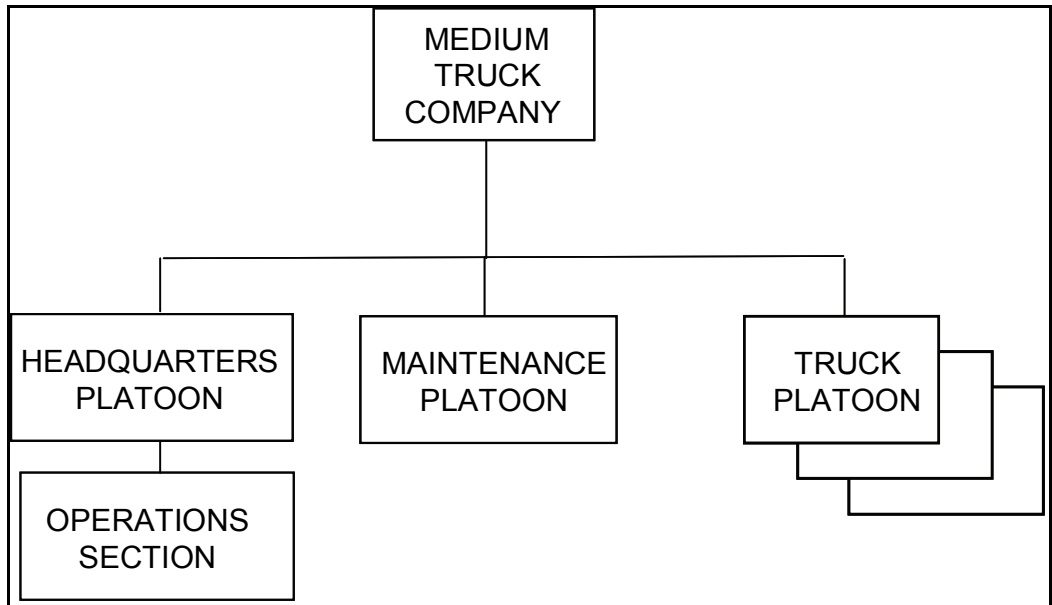 MEDIUM
TRUCK
COMPANY
HEADQUARTERS
PLATOON
MAINTENANCE
PLATOON
TRUCK
PLATOON
OPERATIONS
SECTION